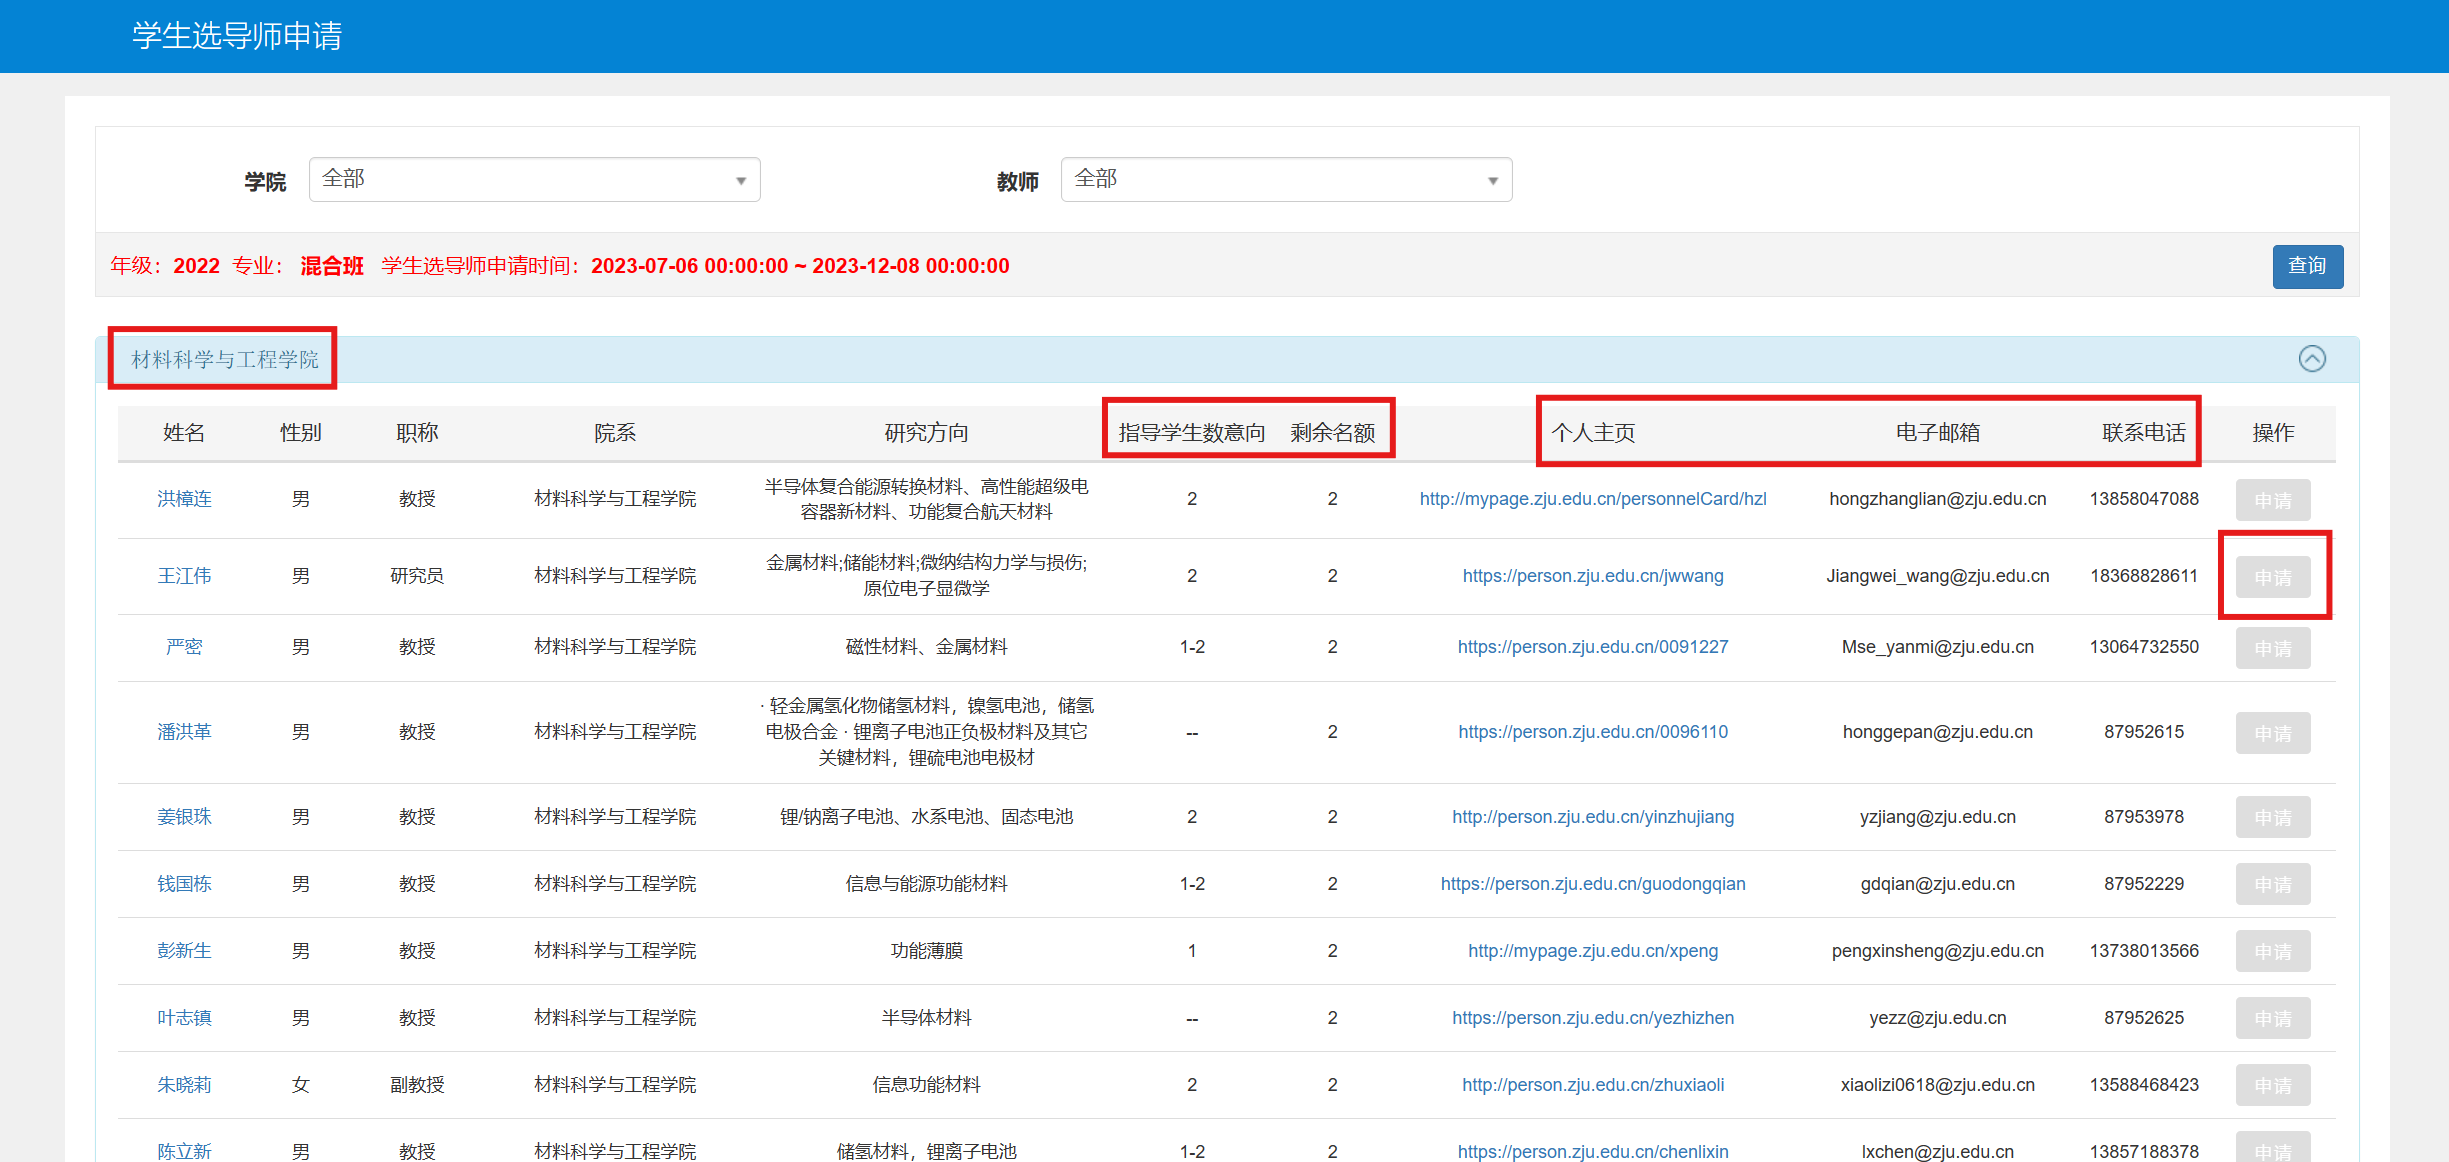 学生选导师申请
学院 全部 教师 全部
年级：2022 专业： 混合班 学生选导师申请时间：2023-07-06 00:00:00 ~ 2023-12-08 00:00:00 查询
材料科学与工程学院
姓名 性别 职称 院系 研究方向 指导学生数意向 剩余名额 个人主页 电子邮箱 联系电话 操作
洪樟连 男 教授 材料科学与工程学院 半导体复合能源转换材料、高性能超级电 2 2 http://mypage.zju.edu.cn/personnelCard/hzl hongzhanglian@zju.edu.cn 13858047088 申请
容器新材料、功能复合航天材料
王江伟 男 研究员 材料科学与工程学院 金属材料;储能材料;微纳结构力学与损伤; 2 2 https://person.zju.edu.cn/jwwang Jiangwei_wang@zju.edu.cn 18368828611 申请
原位电子显微学
严密 男 教授 材料科学与工程学院 磁性材料、金属材料 1-2 2 https://person.zju.edu.cn/0091227 Mse_yanmi@zju.edu.cn 13064732550 申请
· 轻金属氢化物储氢材料，镍氢电池，储氢
潘洪革 男 教授 材料科学与工程学院 电极合金 · 锂离子电池正负极材料及其它 -- 2 https://person.zju.edu.cn/0096110 honggepan@zju.edu.cn 87952615 申请
关键材料，锂硫电池电极材
姜银珠 男 教授 材料科学与工程学院 锂/钠离子电池、水系电池、固态电池 2 2 http://person.zju.edu.cn/yinzhujiang yzjiang@zju.edu.cn 87953978 申请
钱国栋 男 教授 材料科学与工程学院 信息与能源功能材料 1-2 2 https://person.zju.edu.cn/guodongqian gdqian@zju.edu.cn 87952229 申请
彭新生 男 教授 材料科学与工程学院 功能薄膜 1 2 http://mypage.zju.edu.cn/xpeng pengxinsheng@zju.edu.cn 13738013566 申请
叶志镇 男 教授 材料科学与工程学院 半导体材料 -- 2 https://person.zju.edu.cn/yezhizhen yezz@zju.edu.cn 87952625 申请
朱晓莉 女 副教授 材料科学与工程学院 信息功能材料 2 2 http://person.zju.edu.cn/zhuxiaoli xiaolizi0618@zju.edu.cn 13588468423 申请
陈立新 男 教授 材料科学与工程学院 储氢材料，锂离子电池 1-2 2 https://person.zju.edu.cn/chenlixin lxchen@zju.edu.cn 13857188378 申请